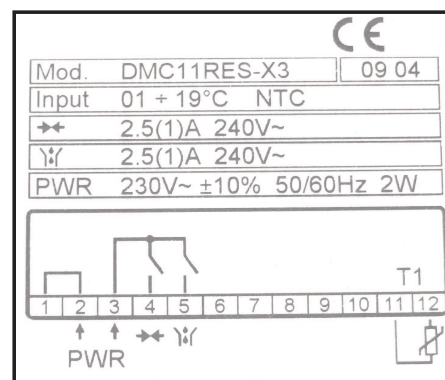 CE
Mod. DMC11RES-X3 09 04
Input 01 ÷ 19°C NTC
2.5(1)A 240V~
2.5(1)A 240V~
PWR 230V~ ±10% 50/60Hz 2W
T1
1 2 3 4 5 6 7 8 9 10 11 12
PWR